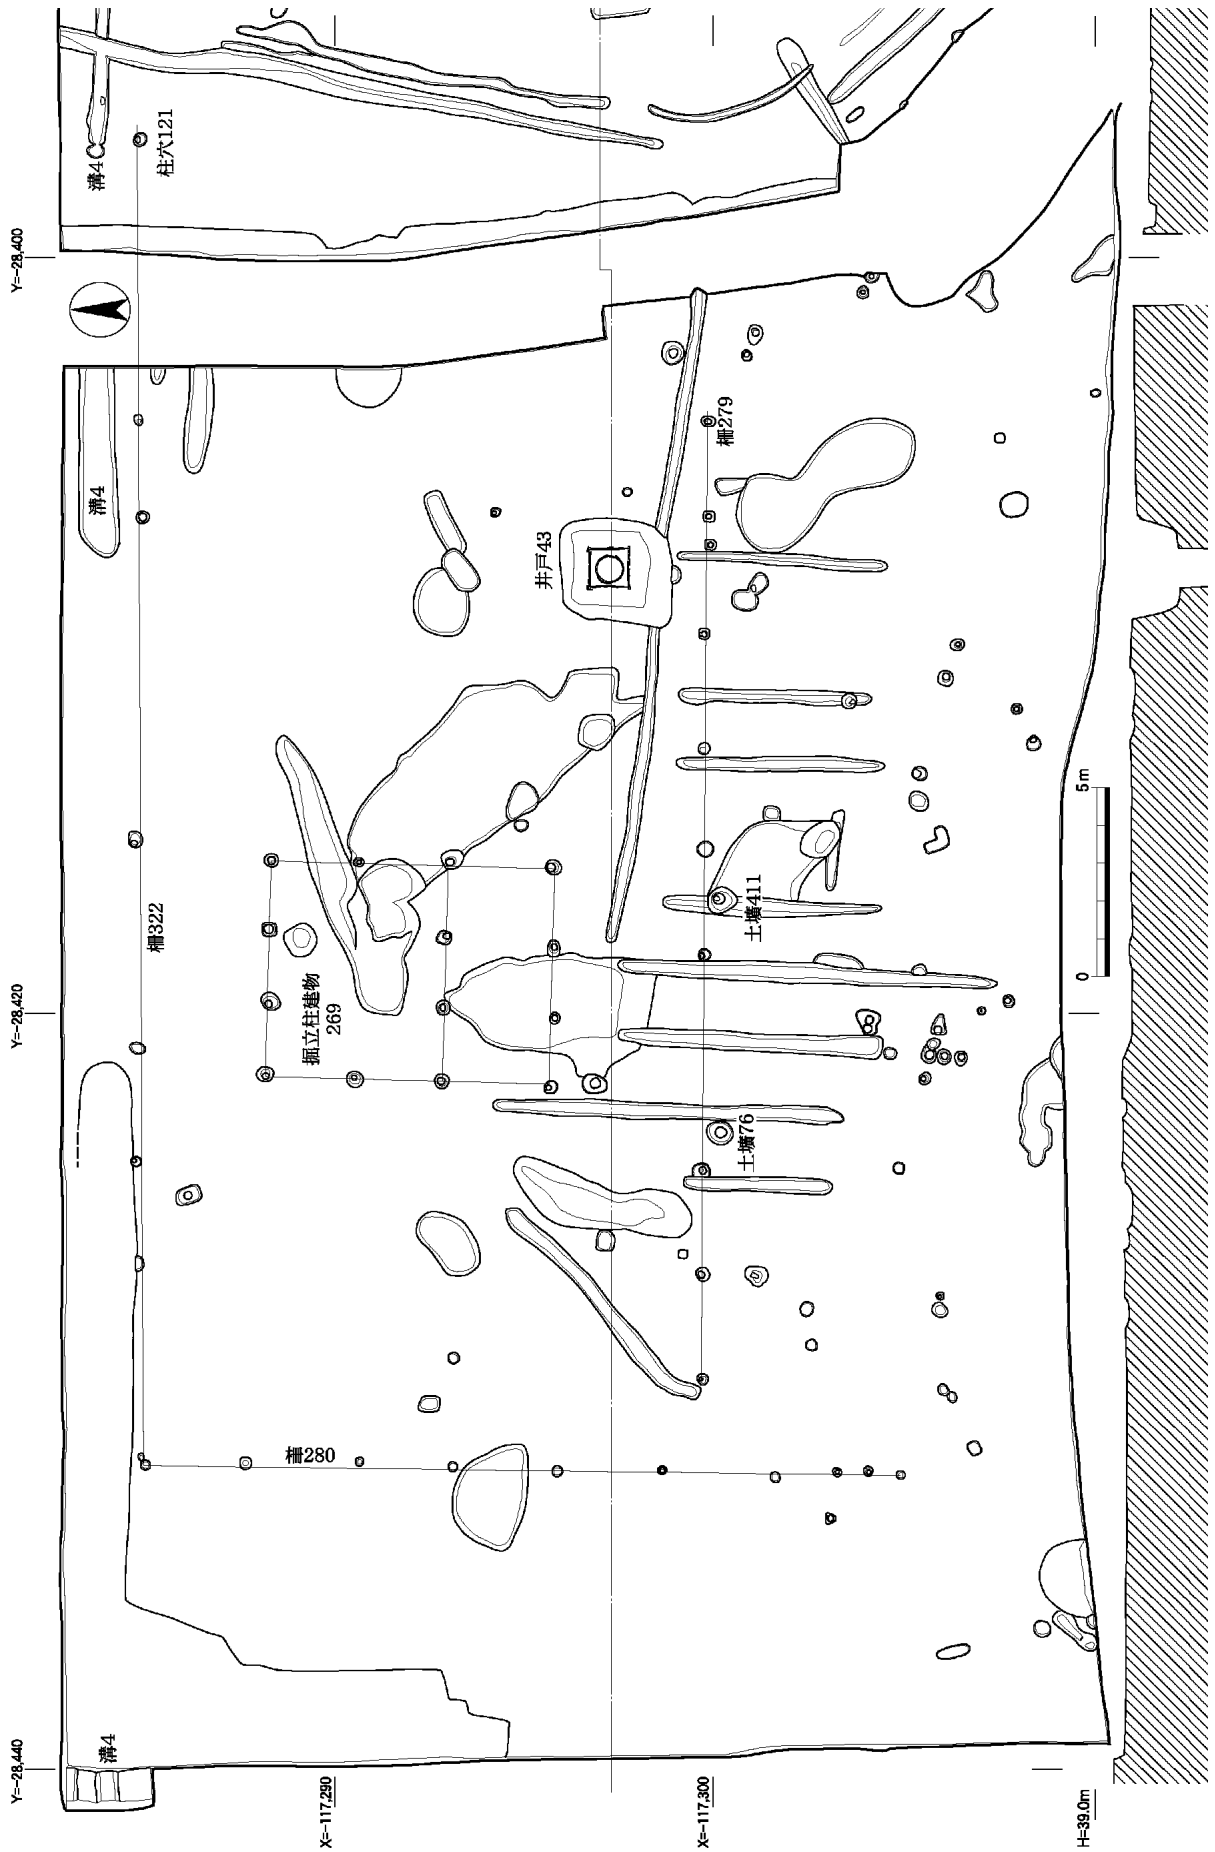 溝4
柱穴121
Y=-28,400
溝4
柵279
井戸43
柵322
掘立柱建物
269
土壙411
5m
0
Y=-28,420
土壙76
柵280
溝4
Y=-28,440
X=-117,290
X=-117,300
H=39.0m